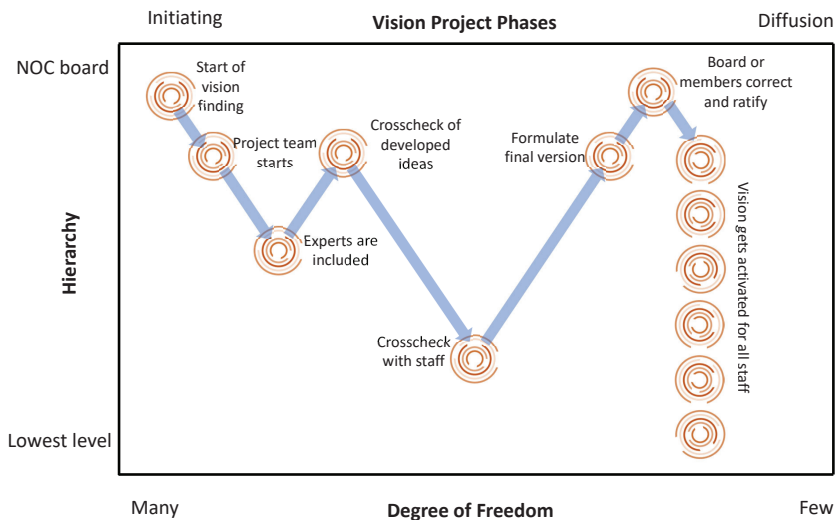 Initiating
Vision Project Phases
Diffusion
NOC board
Start of
vision
finding
Project team
starts
Experts are
included
Crosscheck of
developed
ideas
Crosscheck
with staff
Formulate
final version
Board or
members correct
and ratify
Vision gets activated for all staff
Hierarchy
Lowest level
Many
Degree of Freedom
Few